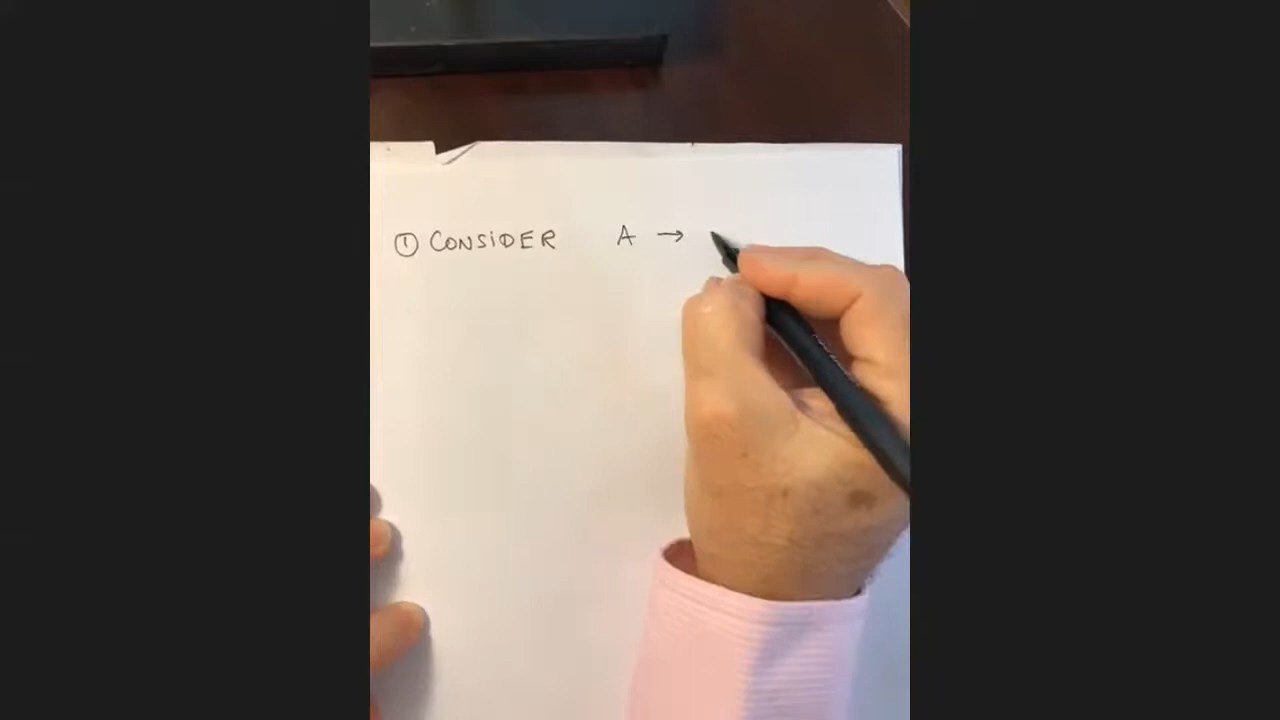 ① CONSIDER A →